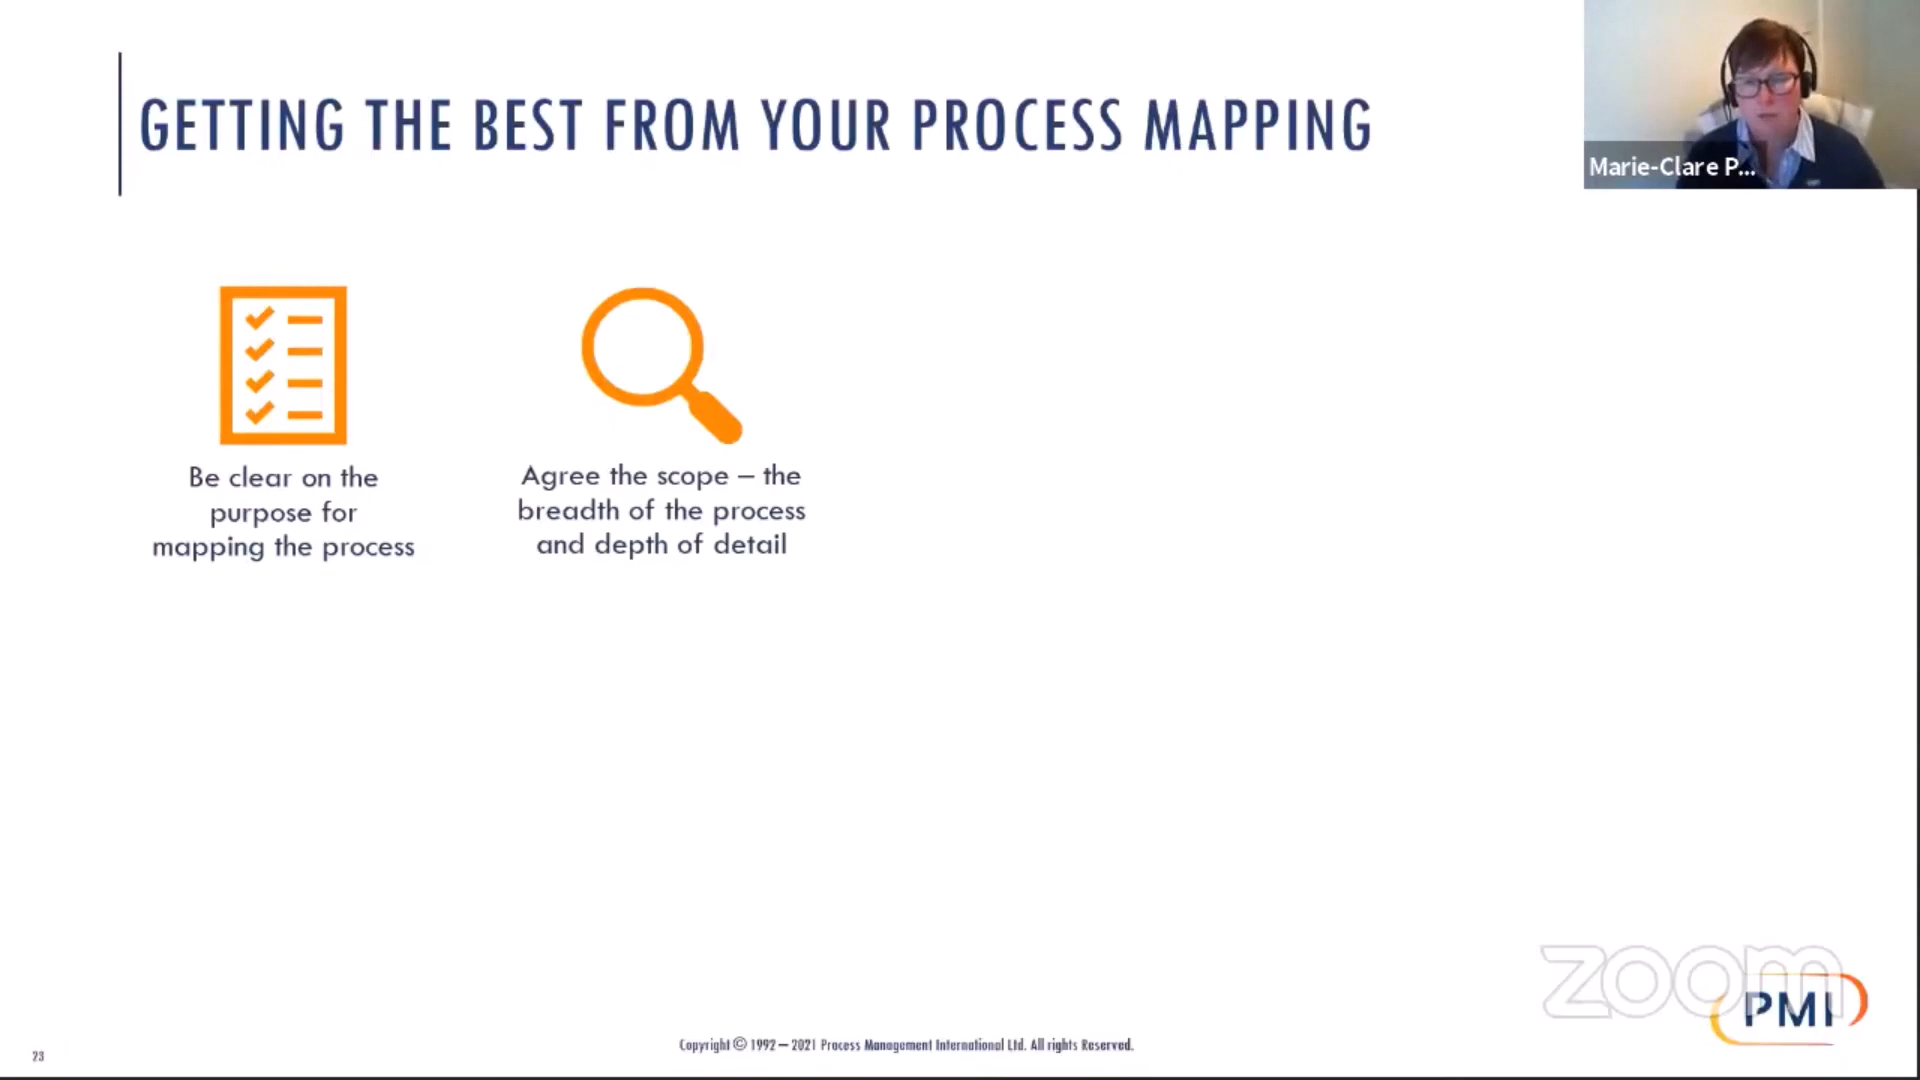 GETTING THE BEST FROM YOUR PROCESS MAPPING
Marie-Clare P...
Be clear on the
purpose for
mapping the process
Agree the scope – the
breadth of the process
and depth of detail
zoom
PMI
Copyright © 1992 – 2021 Process Management International Ltd. All rights Reserved.
23